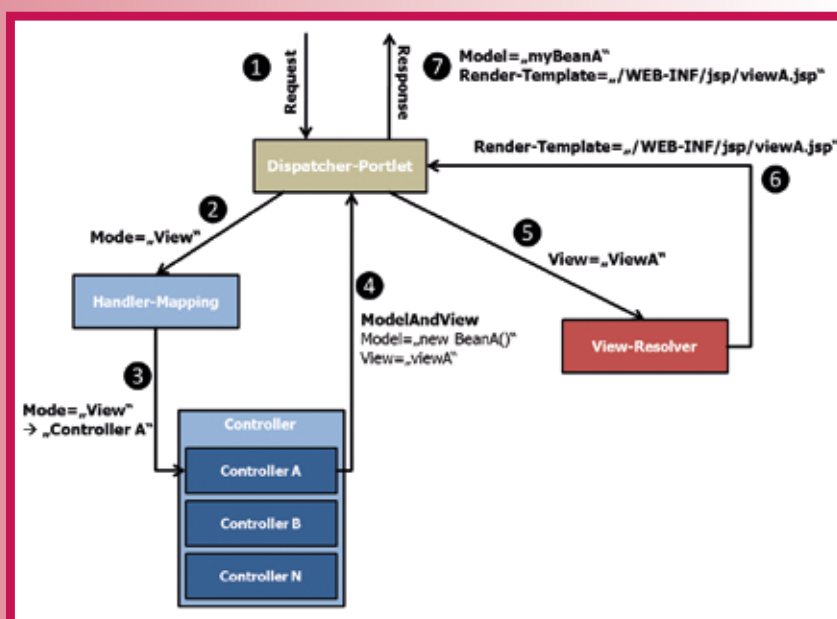 1
Request
Response
7
Model=„myBeanA“
Render-Template=„/WEB-INF/jsp/viewA.jsp“
Dispatcher-Portlet
Render-Template=„/WEB-INF/jsp/viewA.jsp“
6
2
Mode=„View“
5
View=„ViewA“
Handler-Mapping
4
ModelAndView
Model=„new BeanA()“
View=„viewA“
View-Resolver
3
Mode=„View“
→ „Controller A“
Controller
Controller A
Controller B
Controller N